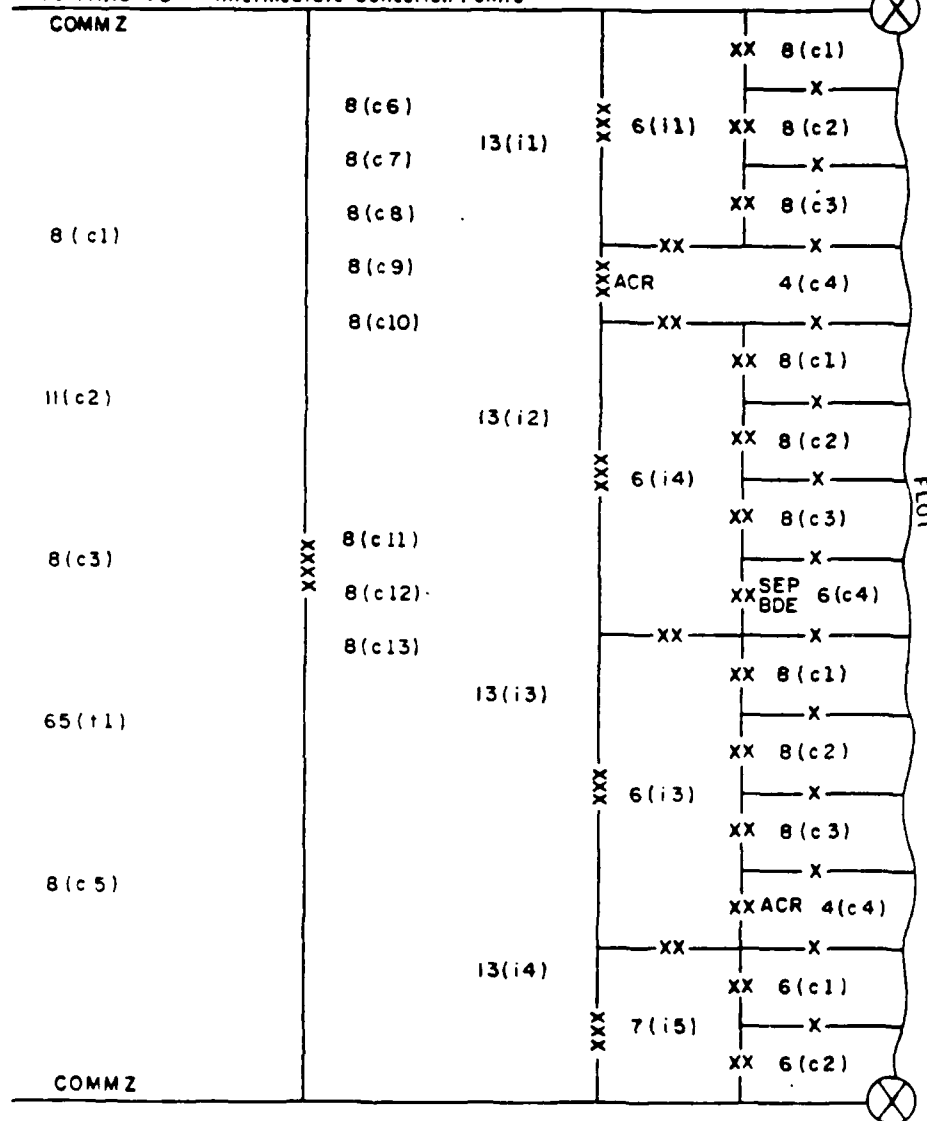 COMMZ
8(c1)
11(c2)
8(c3)
65(t1)
8(c5)
COMMZ
XXXX
8(c6)
8(c7)
8(c8)
8(c9)
8(c10)
8(c11)
8(c12)
8(c13)
13(i1)
13(i2)
13(i3)
13(i4)
XXX 6(i1)
XX 8(c1)
X
XX 8(c2)
X
XX 8(c3)
XX X
XXX ACR 4(c4)
XX X
XX 8(c1)
X
XX 8(c2)
XXX 6(i4)
X
XX 8(c3)
X
XX SEP BDE 6(c4)
XX X
XX 8(c1)
X
XX 8(c2)
XXX 6(i3)
X
XX 8(c3)
X
XX ACR 4(c4)
XX X
XX 6(c1)
XXX 7(i5)
X
XX 6(c2)
FLOT
X
X